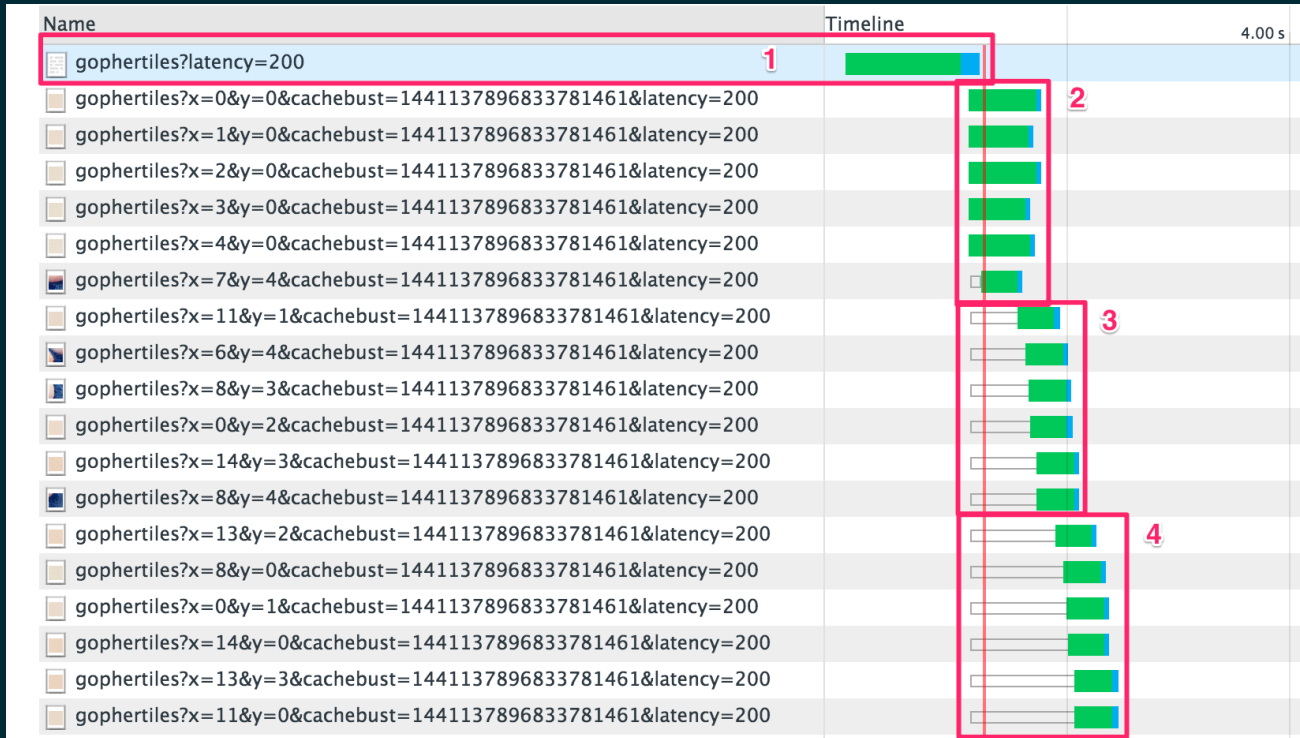 Name Timeline
4.00 s
gophertiles?latency=200 1
gophertiles?x=0&y=0&cachebust=1441137896833781461&latency=200 2
gophertiles?x=1&y=0&cachebust=1441137896833781461&latency=200
gophertiles?x=2&y=0&cachebust=1441137896833781461&latency=200
gophertiles?x=3&y=0&cachebust=1441137896833781461&latency=200
gophertiles?x=4&y=0&cachebust=1441137896833781461&latency=200
gophertiles?x=7&y=4&cachebust=1441137896833781461&latency=200
gophertiles?x=11&y=1&cachebust=1441137896833781461&latency=200 3
gophertiles?x=6&y=4&cachebust=1441137896833781461&latency=200
gophertiles?x=8&y=3&cachebust=1441137896833781461&latency=200
gophertiles?x=0&y=2&cachebust=1441137896833781461&latency=200
gophertiles?x=14&y=3&cachebust=1441137896833781461&latency=200
gophertiles?x=8&y=4&cachebust=1441137896833781461&latency=200
gophertiles?x=13&y=2&cachebust=1441137896833781461&latency=200 4
gophertiles?x=8&y=0&cachebust=1441137896833781461&latency=200
gophertiles?x=0&y=1&cachebust=1441137896833781461&latency=200
gophertiles?x=14&y=0&cachebust=1441137896833781461&latency=200
gophertiles?x=13&y=3&cachebust=1441137896833781461&latency=200
gophertiles?x=11&y=0&cachebust=1441137896833781461&latency=200